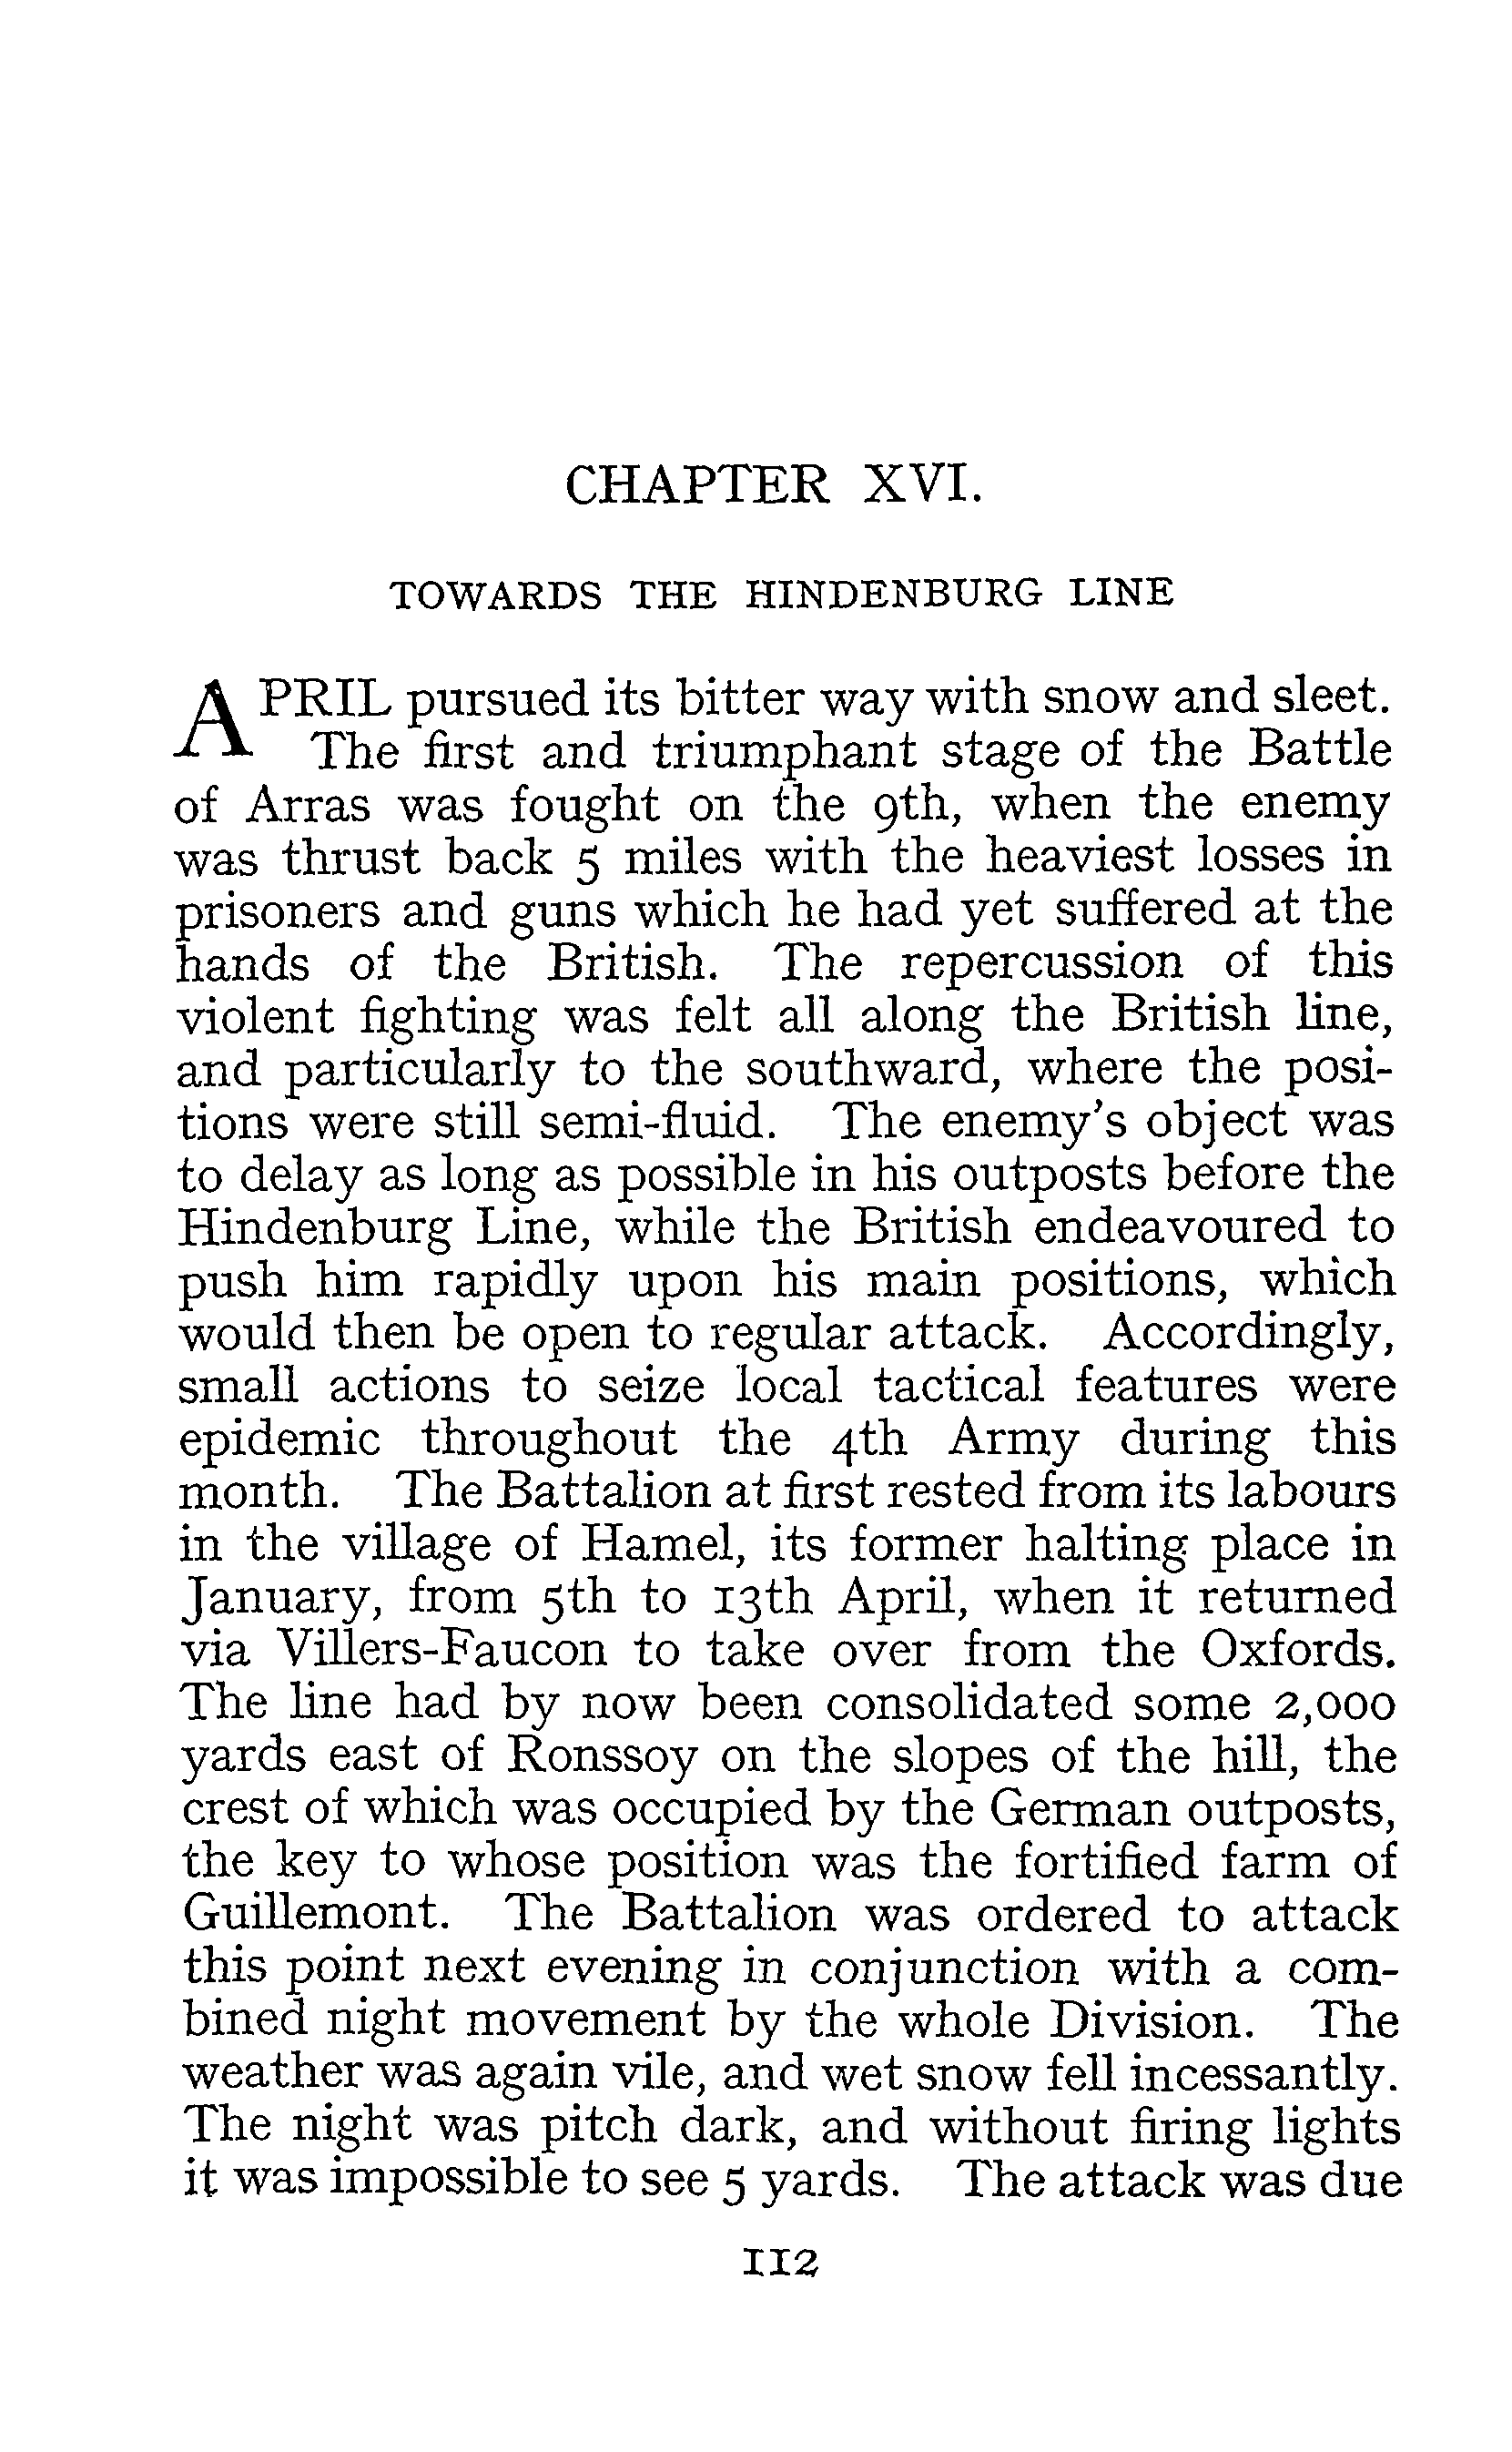 CHAPTER XVI.
TOWARDS THE HINDENBURG LINE
APRIL pursued its bitter way with snow and sleet.
The first and triumphant stage of the Battle
of Arras was fought on the 9th, when the enemy
was thrust back 5 miles with the heaviest losses in
prisoners and guns which he had yet suffered at the
hands of the British. The repercussion of this
violent fighting was felt all along the British line,
and particularly to the southward, where the posi-
tions were still semi-fluid. The enemy's object was
to delay as long as possible in his outposts before the
Hindenburg Line, while the British endeavoured to
push him rapidly upon his main positions, which
would then be open to regular attack. Accordingly,
small actions to seize local tactical features were
epidemic throughout the 4th Army during this
month. The Battalion at first rested from its labours
in the village of Hamel, its former halting place in
January, from 5th to 13th April, when it returned
via Villers-Faucon to take over from the Oxfords.
The line had by now been consolidated some 2,000
yards east of Ronssoy on the slopes of the hill, the
crest of which was occupied by the German outposts,
the key to whose position was the fortified farm of
Guillemont. The Battalion was ordered to attack
this point next evening in conjunction with a com-
bined night movement by the whole Division. The
weather was again vile, and wet snow fell incessantly.
The night was pitch dark, and without firing lights
it was impossible to see 5 yards. The attack was due
112